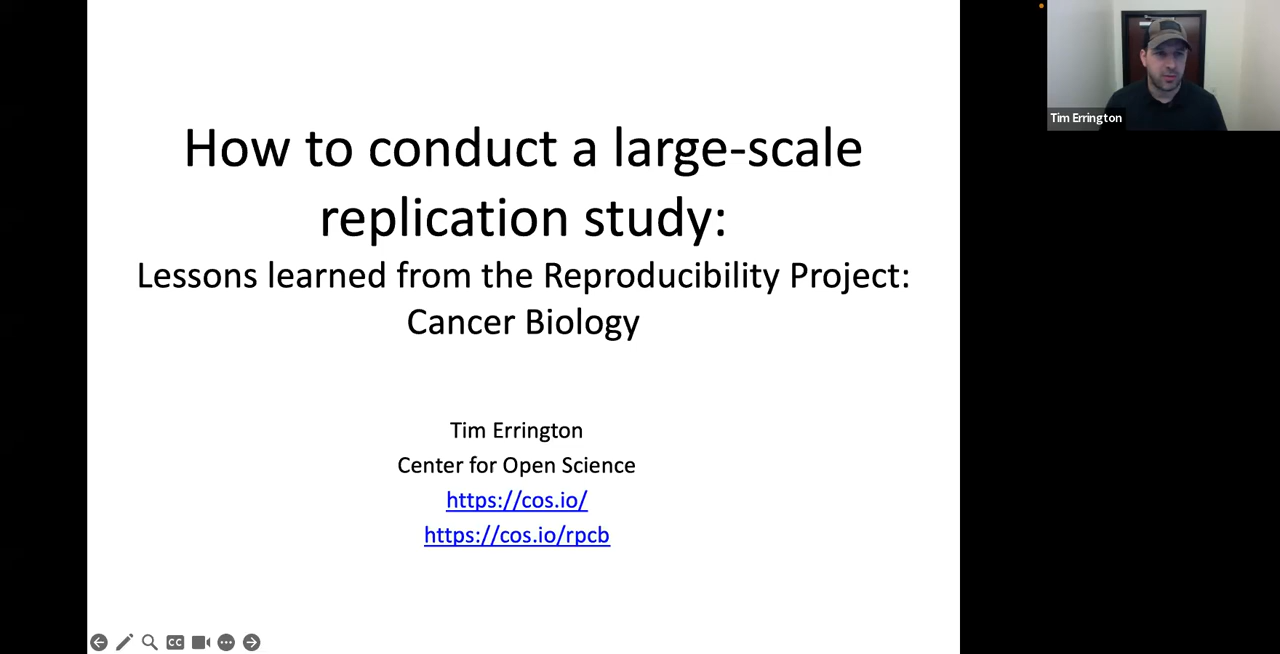 How to conduct a large-scale
replication study:
Lessons learned from the Reproducibility Project:
Cancer Biology
Tim Errington
Center for Open Science
https://cos.io/
https://cos.io/rpcb
CC
Tim Errington